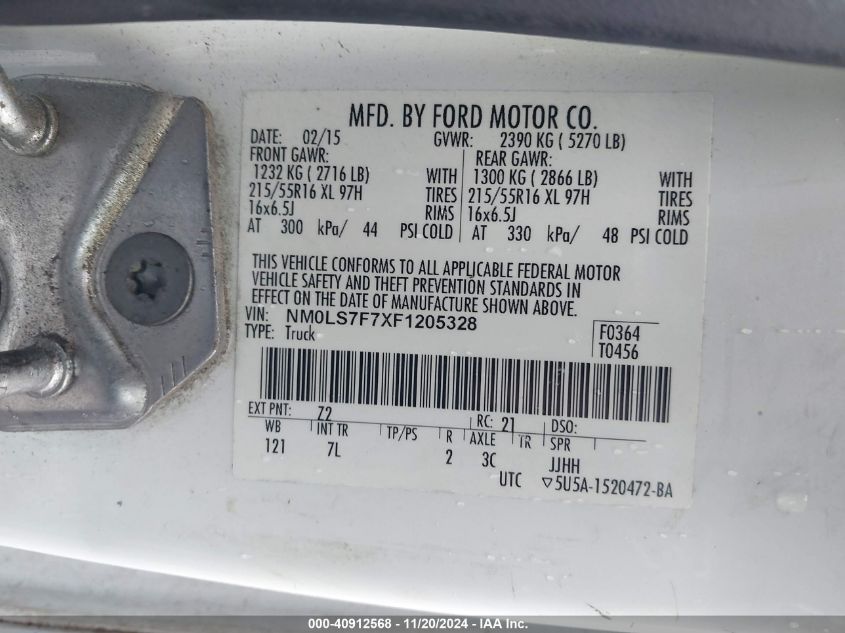 MFD. BY FORD MOTOR CO.
DATE: 02/15 GVWR: 2390 KG ( 5270 LB)
FRONT GAWR: REAR GAWR:
1232 KG ( 2716 LB) WITH 1300 KG ( 2866 LB) WITH
215/55R16 XL 97H TIRES 215/55R16 XL 97H TIRES
16x6.5J RIMS 16x6.5J RIMS
AT 300 kPa/ 44 PSI COLD AT 330 kPa/ 48 PSI COLD
THIS VEHICLE CONFORMS TO ALL APPLICABLE FEDERAL MOTOR
VEHICLE SAFETY AND THEFT PREVENTION STANDARDS IN
EFFECT ON THE DATE OF MANUFACTURE SHOWN ABOVE.
VIN: NM0LS7F7XF1205328
TYPE: Truck
F0364
T0456
EXT PNT: Z2 RC: 21 DSO:
WB INT TR TP/PS R AXLE TR SPR
121 7L 2 3C JJHH
UTC ▽5U5A-1520472-BA
000-40912568 - 11/20/2024 - IAA Inc.